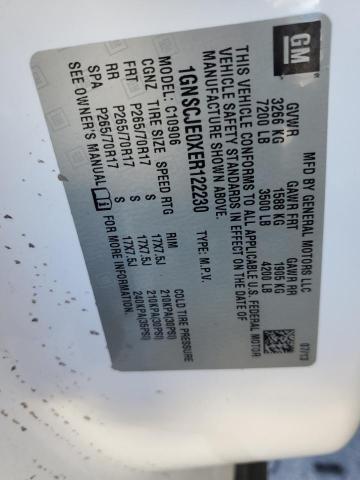 GM
MFD BY GENERAL MOTORS LLC
07/13
GVWR GAWR FRT GAWR RR
3266 KG 1588 KG 1905 KG
7200 LB 3500 LB 4200 LB
THIS VEHICLE CONFORMS TO ALL APPLICABLE U.S. FEDERAL MOTOR
VEHICLE SAFETY STANDARDS IN EFFECT ON THE DATE OF
MANUFACTURE SHOWN ABOVE.
1GNSCJE0XER122230 TYPE: M.P.V.
C10906
CGNZ TIRE SIZE SPEED RTG RIM COLD TIRE PRESSURE
FRT P265/70R17 S 17X7.5J 210KPA(30PSI)
RR P265/70R17 S 17X7.5J 210KPA(30PSI)
SPA P265/70R17 S 17X7.5J 240KPA(35PSI)
SEE OWNER'S MANUAL FOR MORE INFORMATION.